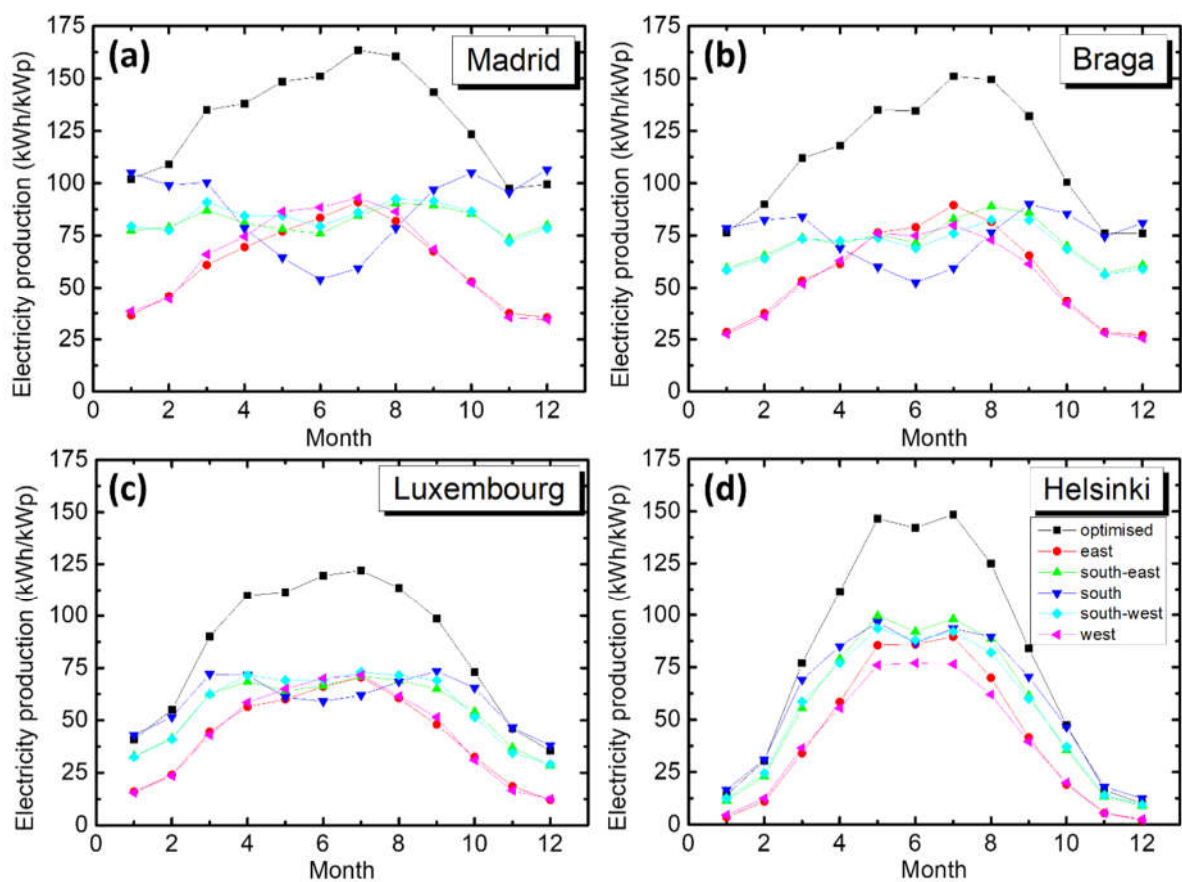 (a)
Madrid
Electricity production (kWh/kWp)
175
150
125
100
75
50
25
0
0 2 4 6 8 10 12
Month
(b)
Braga
Electricity production (kWh/kWp)
175
150
125
100
75
50
25
0
0 2 4 6 8 10 12
Month
(c)
Luxembourg
Electricity production (kWh/kWp)
175
150
125
100
75
50
25
0
0 2 4 6 8 10 12
Month
(d)
Helsinki
optimised
east
south-east
south
south-west
west
Electricity production (kWh/kWp)
175
150
125
100
75
50
25
0
0 2 4 6 8 10 12
Month